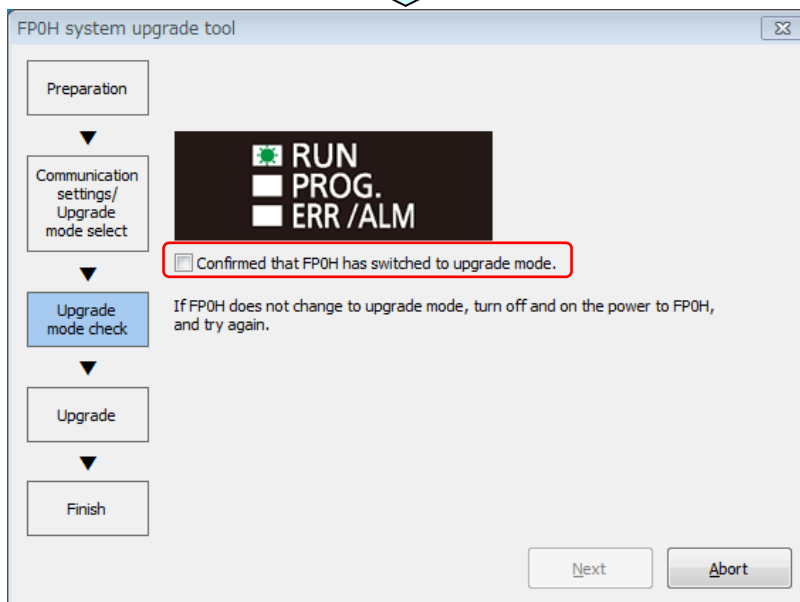 FP0H system upgrade tool
Preparation
Communication
settings/
Upgrade
mode select
Upgrade
mode check
Upgrade
Finish
RUN
PROG.
ERR /ALM
Confirmed that FP0H has switched to upgrade mode.
If FP0H does not change to upgrade mode, turn off and on the power to FP0H,
and try again.
Next
Abort